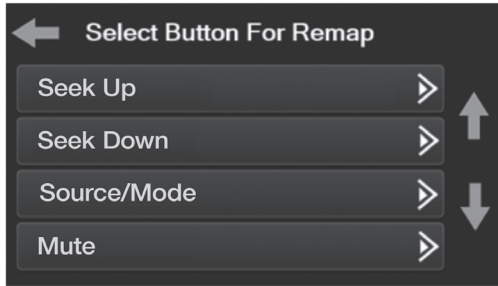 Select Button For Remap
Seek Up
Seek Down
Source/Mode
Mute